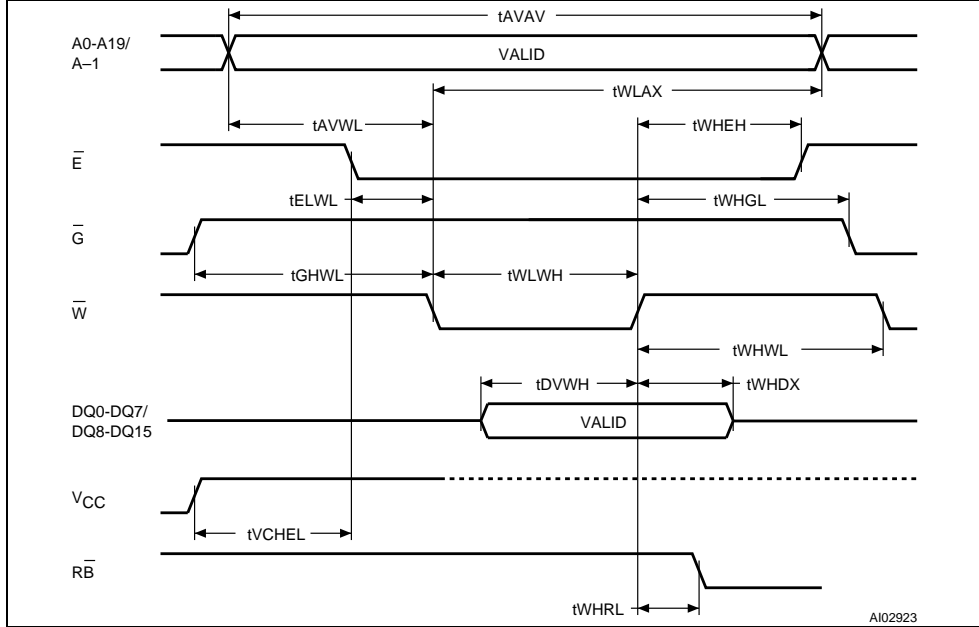 tAVAV
A0-A19/
A–1
VALID
tWLAX
tAVWL
tWHEH
E̅
tELWL
tWHGL
G̅
tGHWL
tWLWH
W̅
tWHWL
tDVWH
tWHDX
DQ0-DQ7/
DQ8-DQ15
VALID
VCC
tVCHEL
RB̅
tWHRL
AI02923